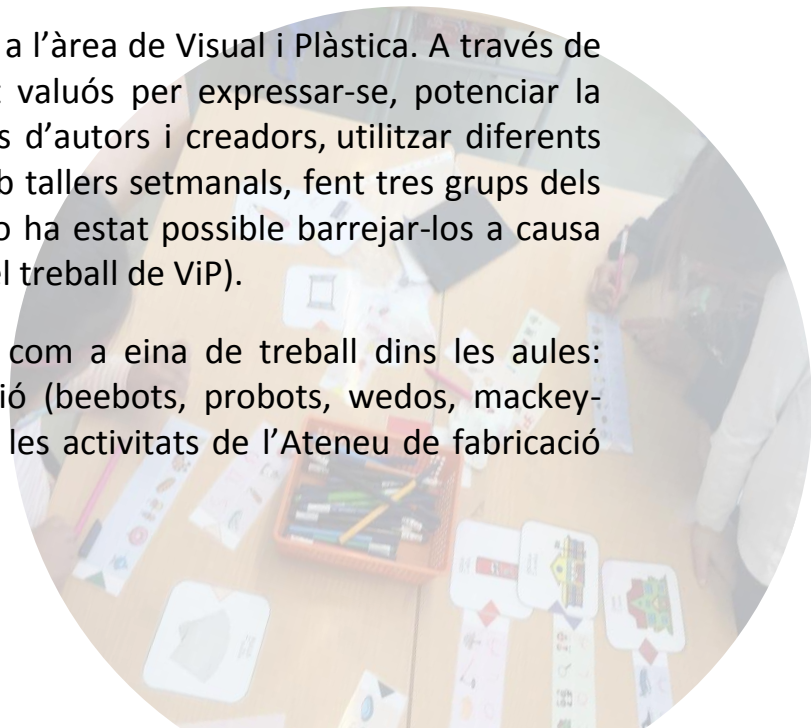 a l’àrea de Visual i Plàstica. A través de
valuós per expressar-se, potenciar la
s d’autors i creadors, utilitzar diferents
b tallers setmanals, fent tres grups dels
o ha estat possible barrejar-los a causa
el treball de ViP).
com a eina de treball dins les aules:
ió (beebots, probots, wedos, mackey-
les activitats de l’Ateneu de fabricació